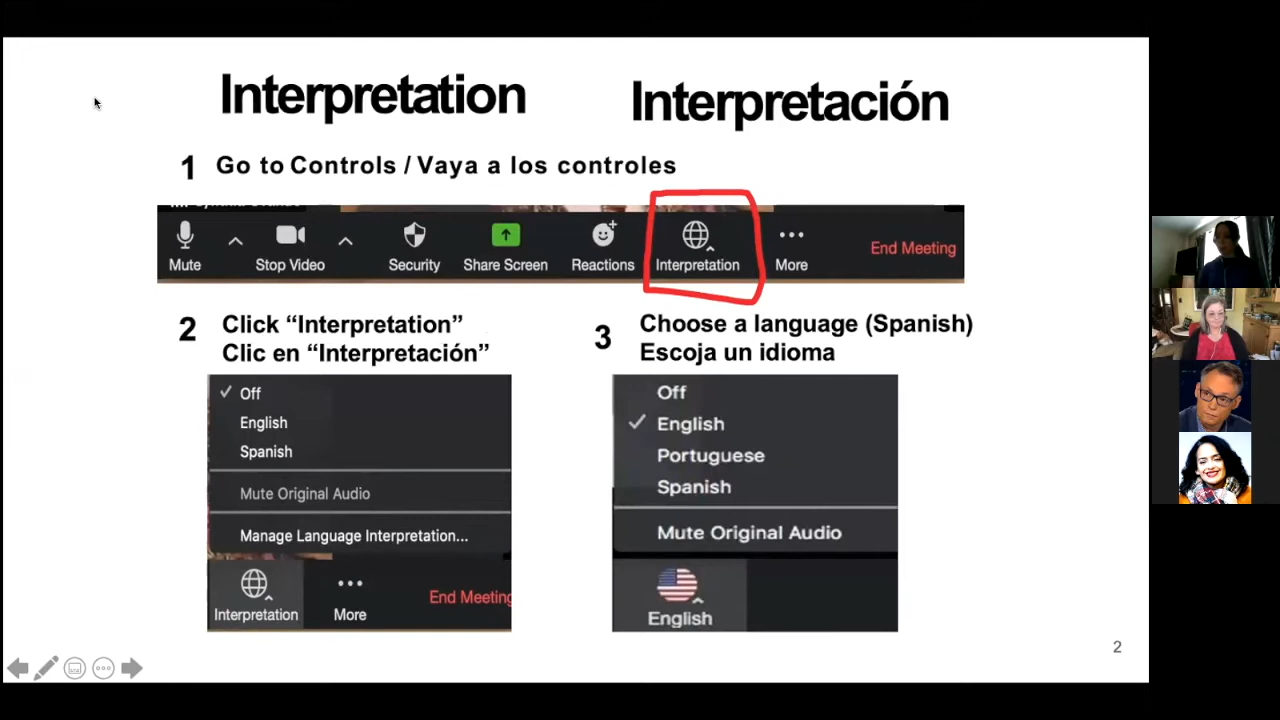 Interpretation
Interpretación
1 Go to Controls / Vaya a los controles
Mute
Stop Video
Security
Share Screen
Reactions
Interpretation
More
End Meeting
2 Click “Interpretation”
Clic en “Interpretación”
Off
English
Spanish
Mute Original Audio
Manage Language Interpretation...
Interpretation
More
End Meeting
3 Choose a language (Spanish)
Escoja un idioma
Off
English
Portuguese
Spanish
Mute Original Audio
English
2